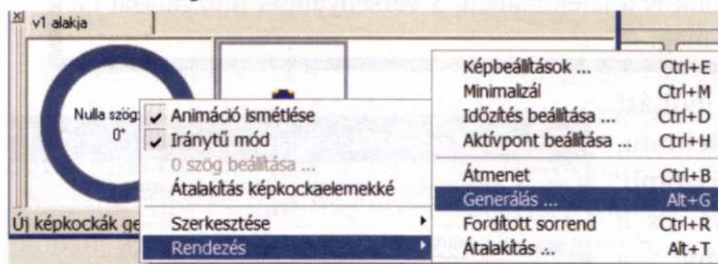 v1 alakja
Nulla szög:
0°
Új képkockák ge
Animáció ismétlése
Iránytű mód
0 szög beállítása ...
Átalakítás képkockaelemekké
Szerkesztése
Rendezés
Képbeállítások ... Ctrl+E
Minimalizál Ctrl+M
Időzítés beállítása ... Ctrl+D
Aktívpont beállítása ... Ctrl+H
Átmenet Ctrl+B
Generálás ... Alt+G
Fordított sorrend Ctrl+R
Átalakítás ... Alt+T